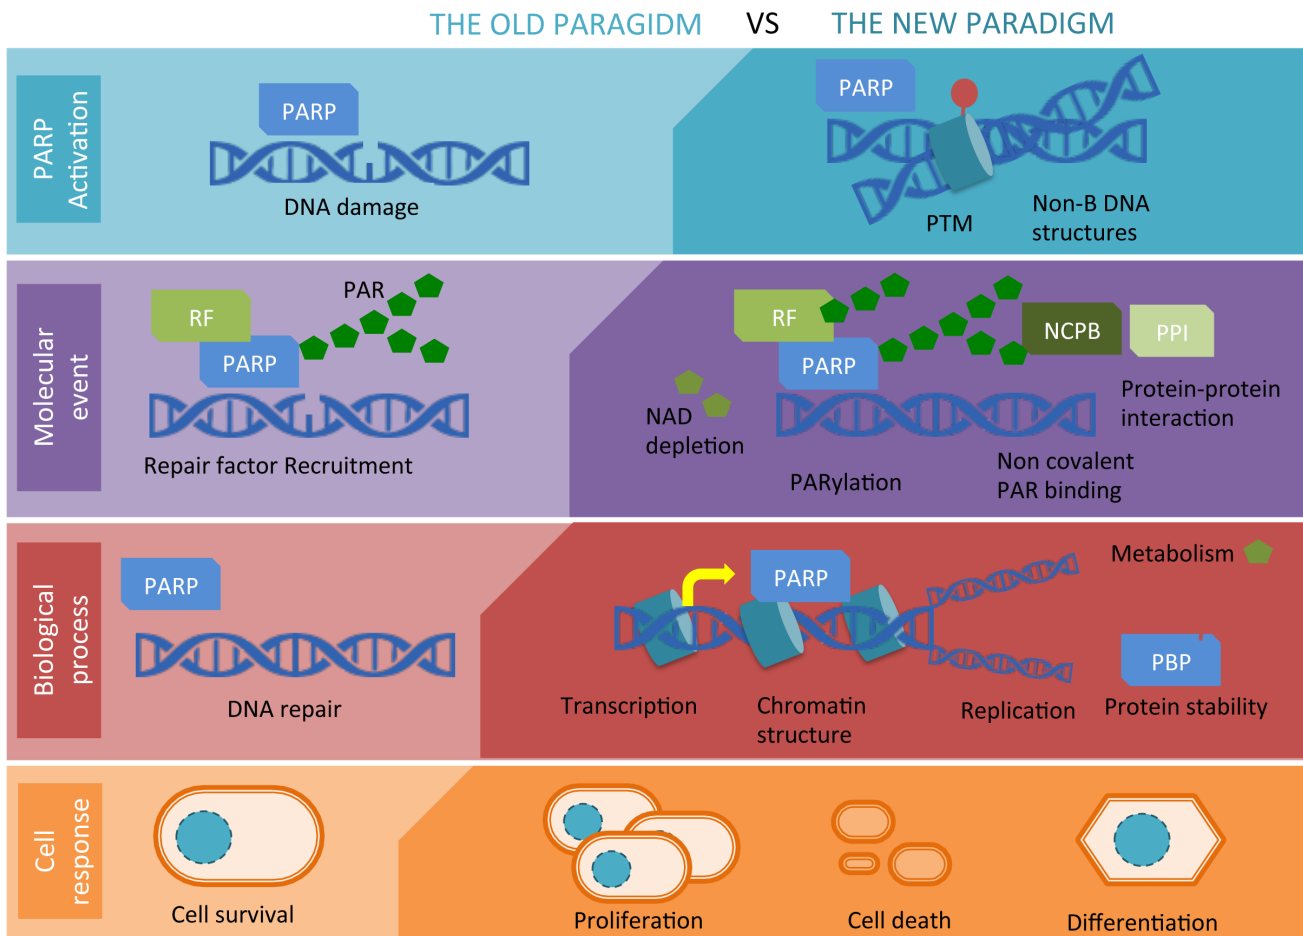 THE OLD PARAGIDM VS THE NEW PARADIGM
PARP
Activation
PARP
DNA damage
PARP
PTM
Non-B DNA
structures
Molecular
event
RF
PARP
PAR
Repair factor Recruitment
RF
PARP
NCPB
PPI
NAD
depletion
PARylation
Non covalent
PAR binding
Protein-protein
interaction
Biological
process
PARP
DNA repair
PARP
Transcription
Chromatin
structure
Replication
Metabolism
PBP
Protein stability
Cell
response
Cell survival
Proliferation
Cell death
Differentiation